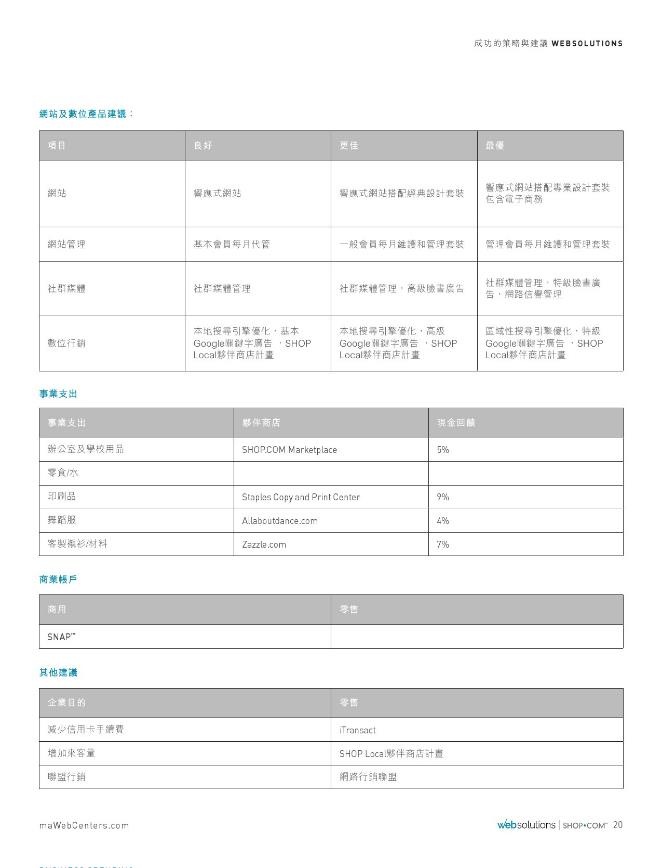 成功的策略與建議 WEBSOLUTIONS
網站及數位產品建議：
項目 良好 更佳 最優
網站 響應式網站 響應式網站搭配經典設計套裝 響應式網站搭配專業設計套裝
包含電子商務
網站管理 基本會員每月代管 一般會員每月維護和管理套裝 管理會員每月維護和管理套裝
社群媒體 社群媒體管理 社群媒體管理，高級臉書廣告 社群媒體管理，特級臉書廣
告，網路信譽管理
數位行銷 本地搜尋引擎優化，基本
Google關鍵字廣告 ，SHOP
Local夥伴商店計畫
本地搜尋引擎優化，高級
Google關鍵字廣告 ，SHOP
Local夥伴商店計畫
區域性搜尋引擎優化，特級
Google關鍵字廣告 ，SHOP
Local夥伴商店計畫
事業支出
事業支出 夥伴商店 現金回饋
辦公室及學校用品 SHOP.COM Marketplace 5%
零食/水
印刷品 Staples Copy and Print Center 9%
舞蹈服 Allaboutdance.com 4%
客製襯衫/材料 Zazzle.com 7%
商業帳戶
商用 零售
SNAP™
其他建議
企業目的 零售
減少信用卡手續費 iTransact
增加來客量 SHOP Local夥伴商店計畫
聯盟行銷 網路行銷聯盟
maWebCenters.com websolutions | SHOP•COM™ 20